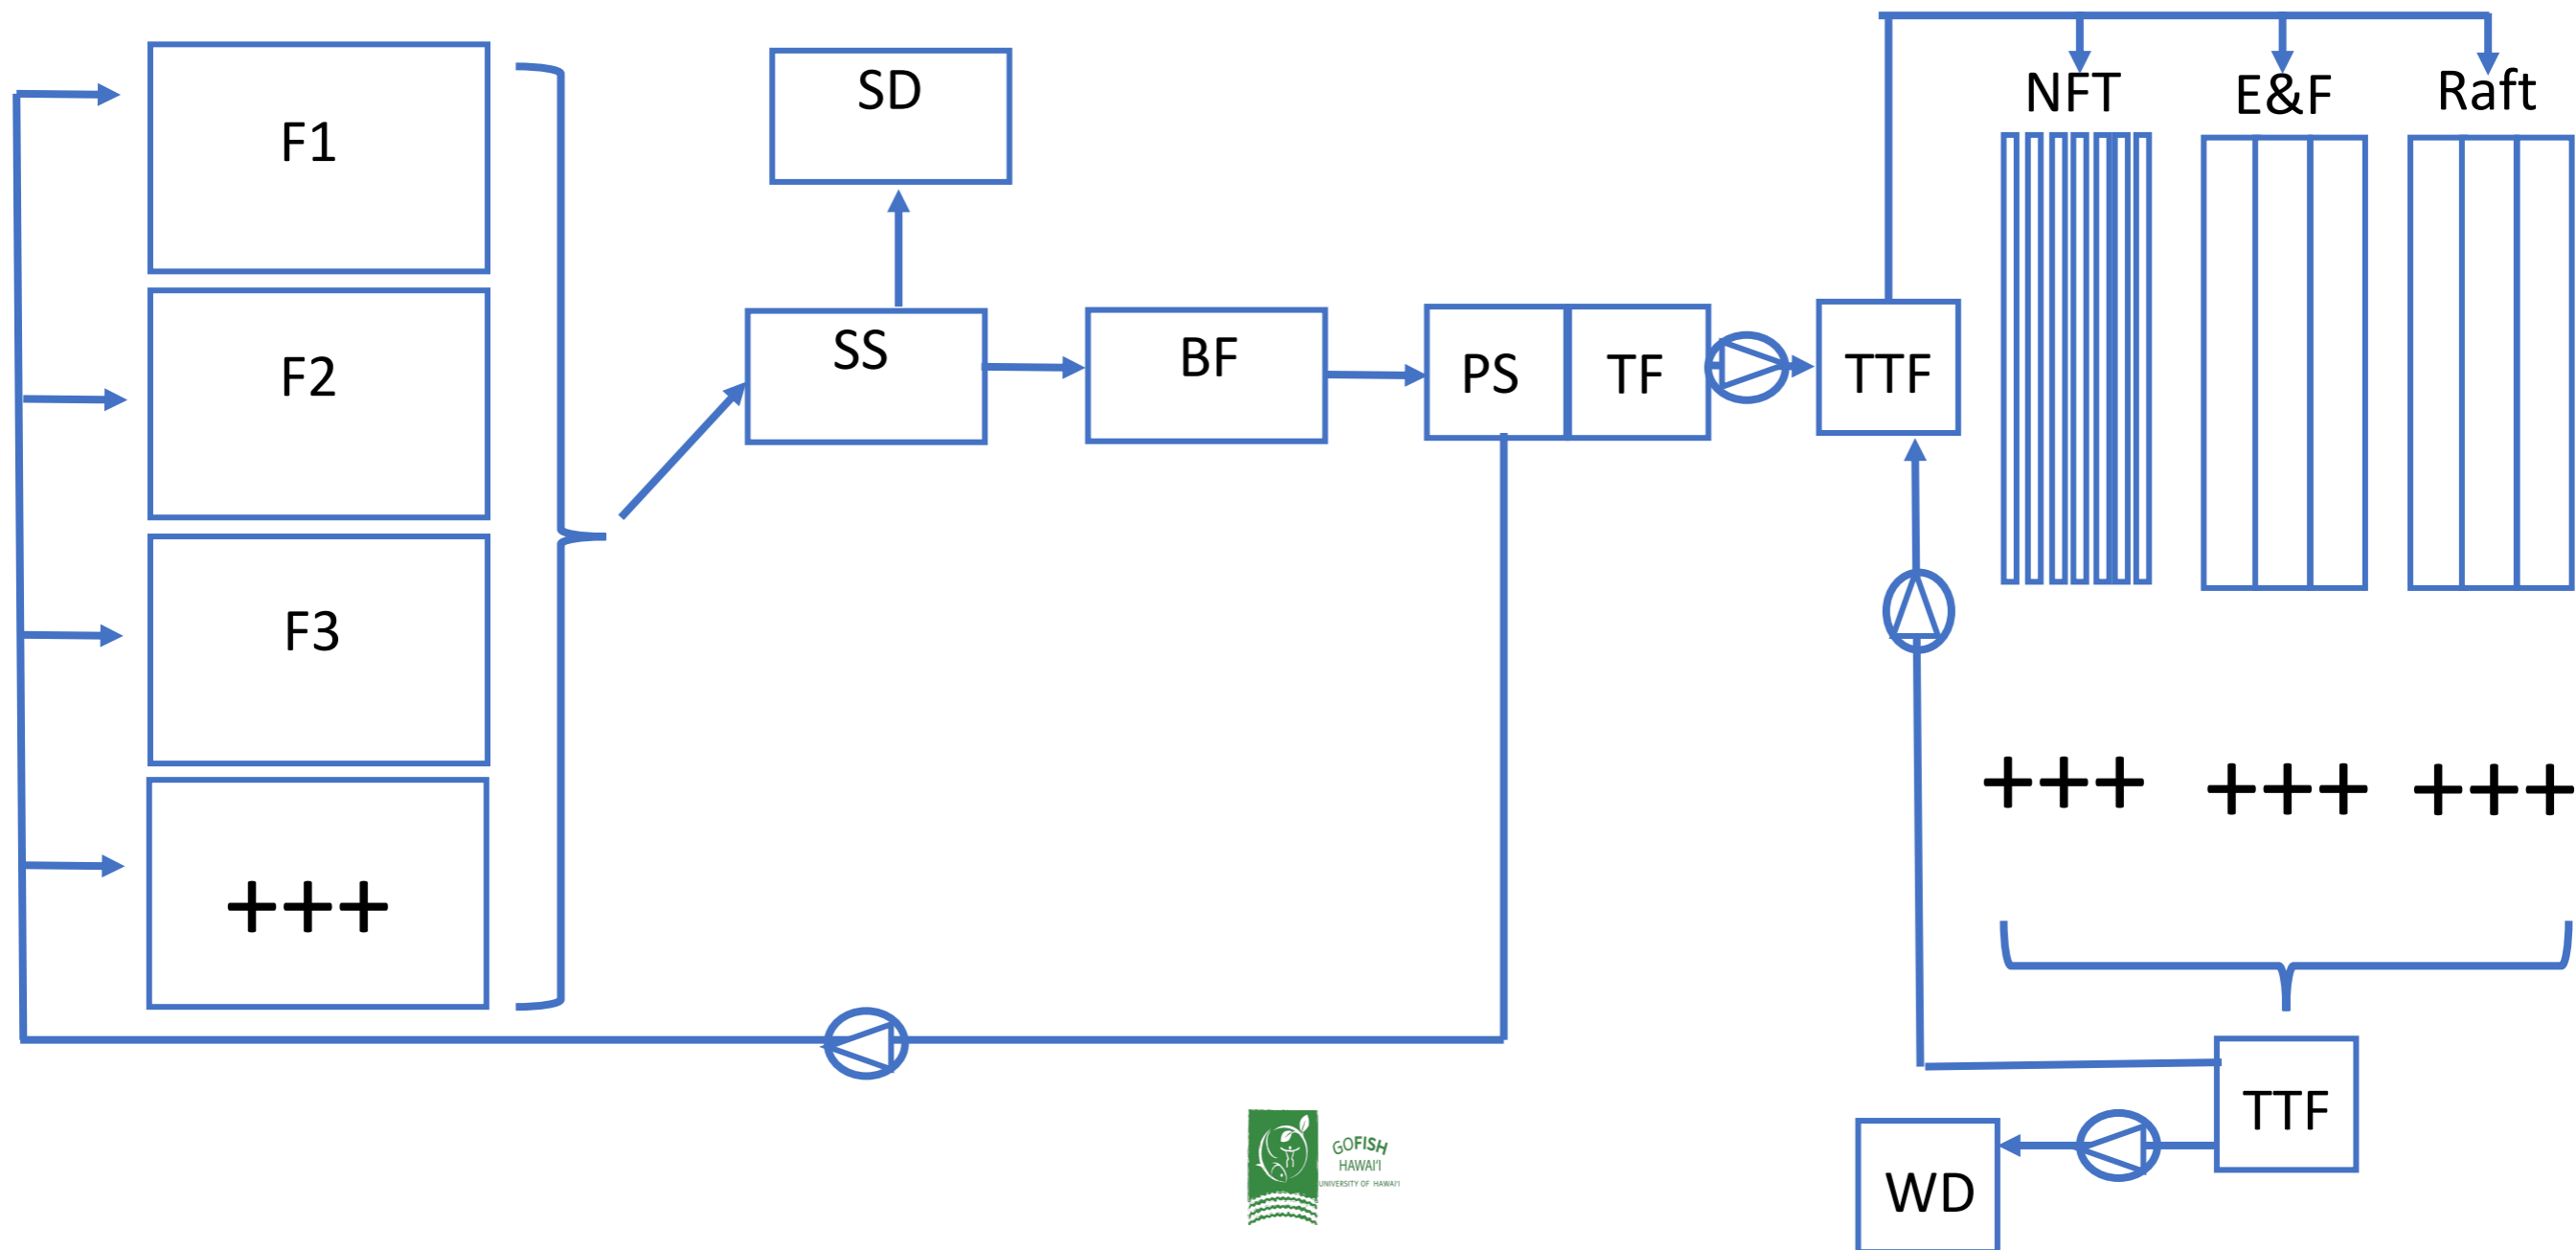 F1
F2
F3
+++
SD
SS
BF
PS
TF
TTF
NFT
E&F
Raft
+++
+++
+++
TTF
WD
GOFISH
HAWAI'I
UNIVERSITY OF HAWAI'I